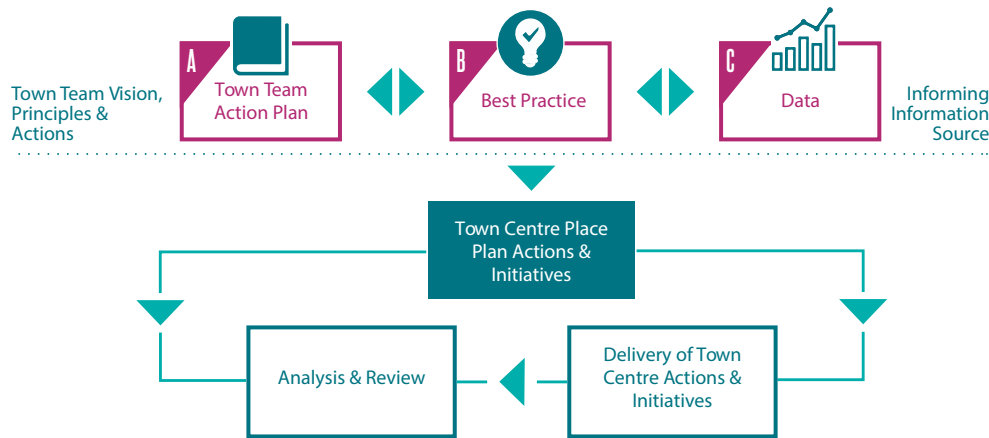 Town Team Vision,
Principles &
Actions
A
Town Team
Action Plan
B
Best Practice
C
Data
Informing
Information
Source
Town Centre Place
Plan Actions &
Initiatives
Analysis & Review
Delivery of Town
Centre Actions &
Initiatives